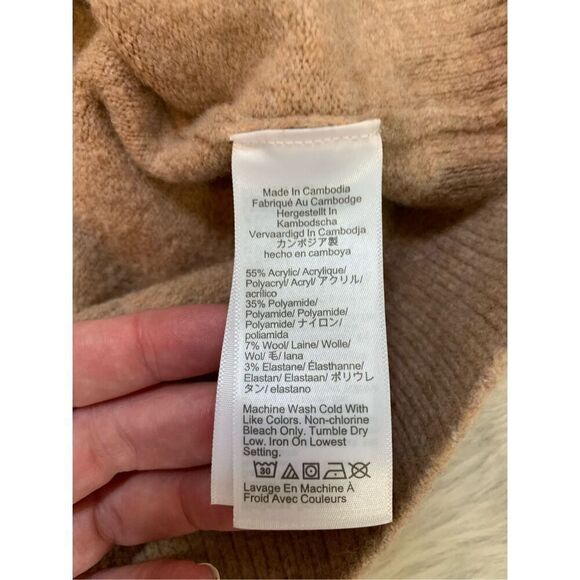 Made In Cambodia
Fabriqué Au Cambodge
Hergestellt In
Kambodscha
Vervaardigd In Cambodja
カンボジア製
hecho en camboya
55% Acrylic/ Acrylique/
Polyacryl/ Acryl/ アクリル/
acrílico
35% Polyamide/
Polyamide/ Polyamide/
Polyamide/ ナイロン/
poliamida
7% Wool/ Laine/ Wolle/
Wol/ 毛/ lana
3% Elastane/ Élasthanne/
Elastan/ Elastaan/ ポリウレ
タン/ elastano
Machine Wash Cold With
Like Colors. Non-chlorine
Bleach Only. Tumble Dry
Low. Iron On Lowest
Setting.
30
Lavage En Machine À
Froid Avec Couleurs